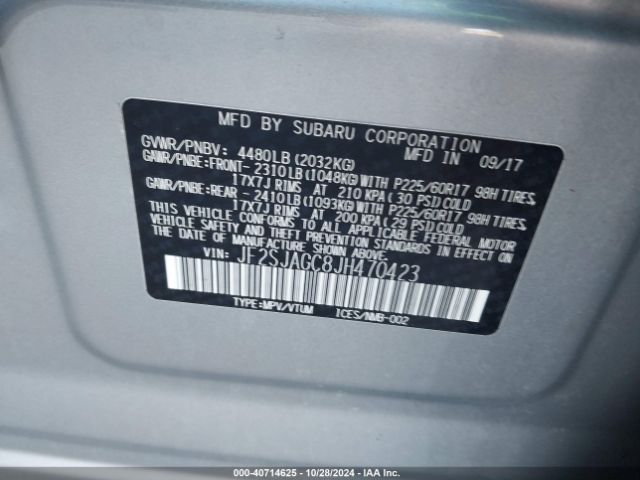 MFD BY SUBARU CORPORATION
MFD IN 09/17
GVWR/PNBV: 4480LB(2032KG)
GAWR/PNBE:FRONT- 2310LB(1048KG)WITH P225/60R17 98H TIRES,
17X7J RIMS AT 210 KPA(30 PSI)COLD
GAWR/PNBE:REAR -2410LB(1093KG)WITH P225/60R17 98H TIRES,
17X7J RIMS AT 200 KPA(29 PSI)COLD
THIS VEHICLE CONFORMS TO ALL APPLICABLE FEDERAL MOTOR
VEHICLE SAFETY AND THEFT PREVENTION STANDARDS IN EFFECT ON
THE DATE OF MANUFACTURE SHOWN ABOVE.
VIN: JF2SJAGC8JH470423
TYPE:MPV/VTUM ICES/NMB-002
000-40714625 | 10/28/2024 | IAA, Inc.